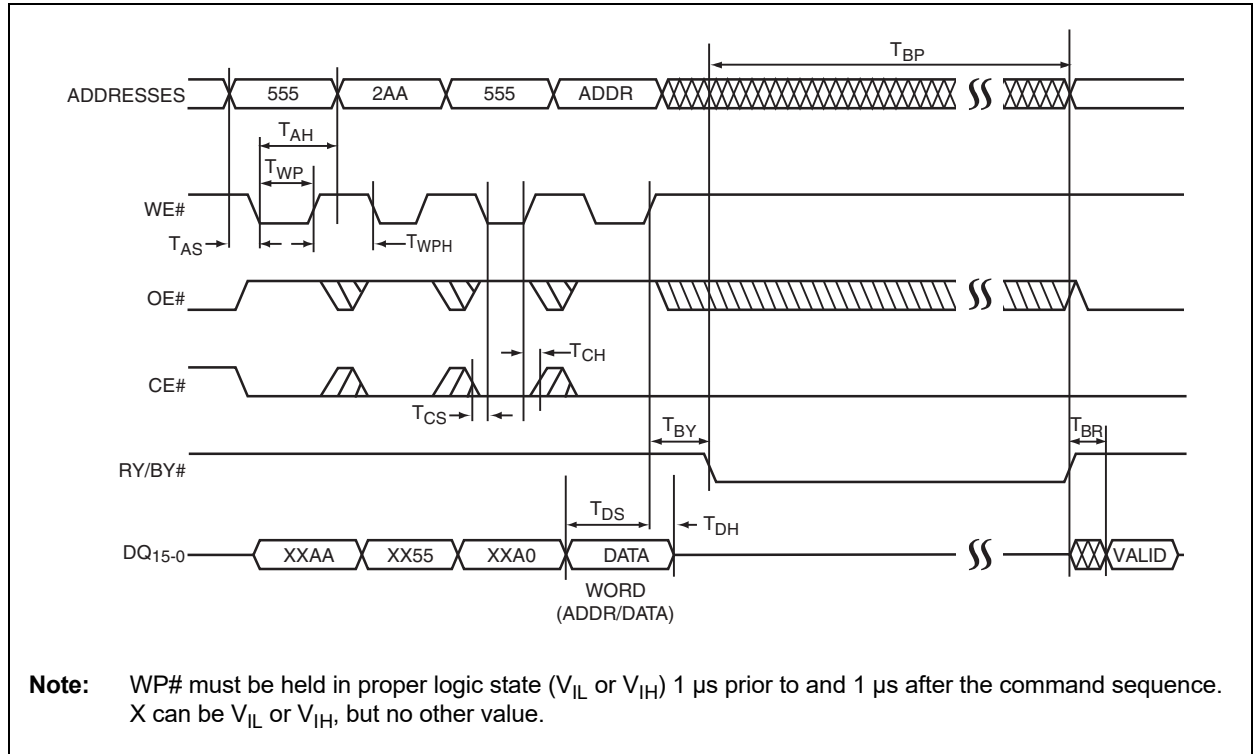 T_BP
ADDRESSES 555 2AA 555 ADDR
T_AH
T_WP
WE#
T_AS T_WPH
OE#
T_CH
CE#
T_CS
T_BY T_BR
RY/BY#
T_DS T_DH
DQ_15-0 XXAA XX55 XXA0 DATA VALID
WORD
(ADDR/DATA)
Note: WP# must be held in proper logic state (V_IL or V_IH) 1 µs prior to and 1 µs after the command sequence.
X can be V_IL or V_IH, but no other value.